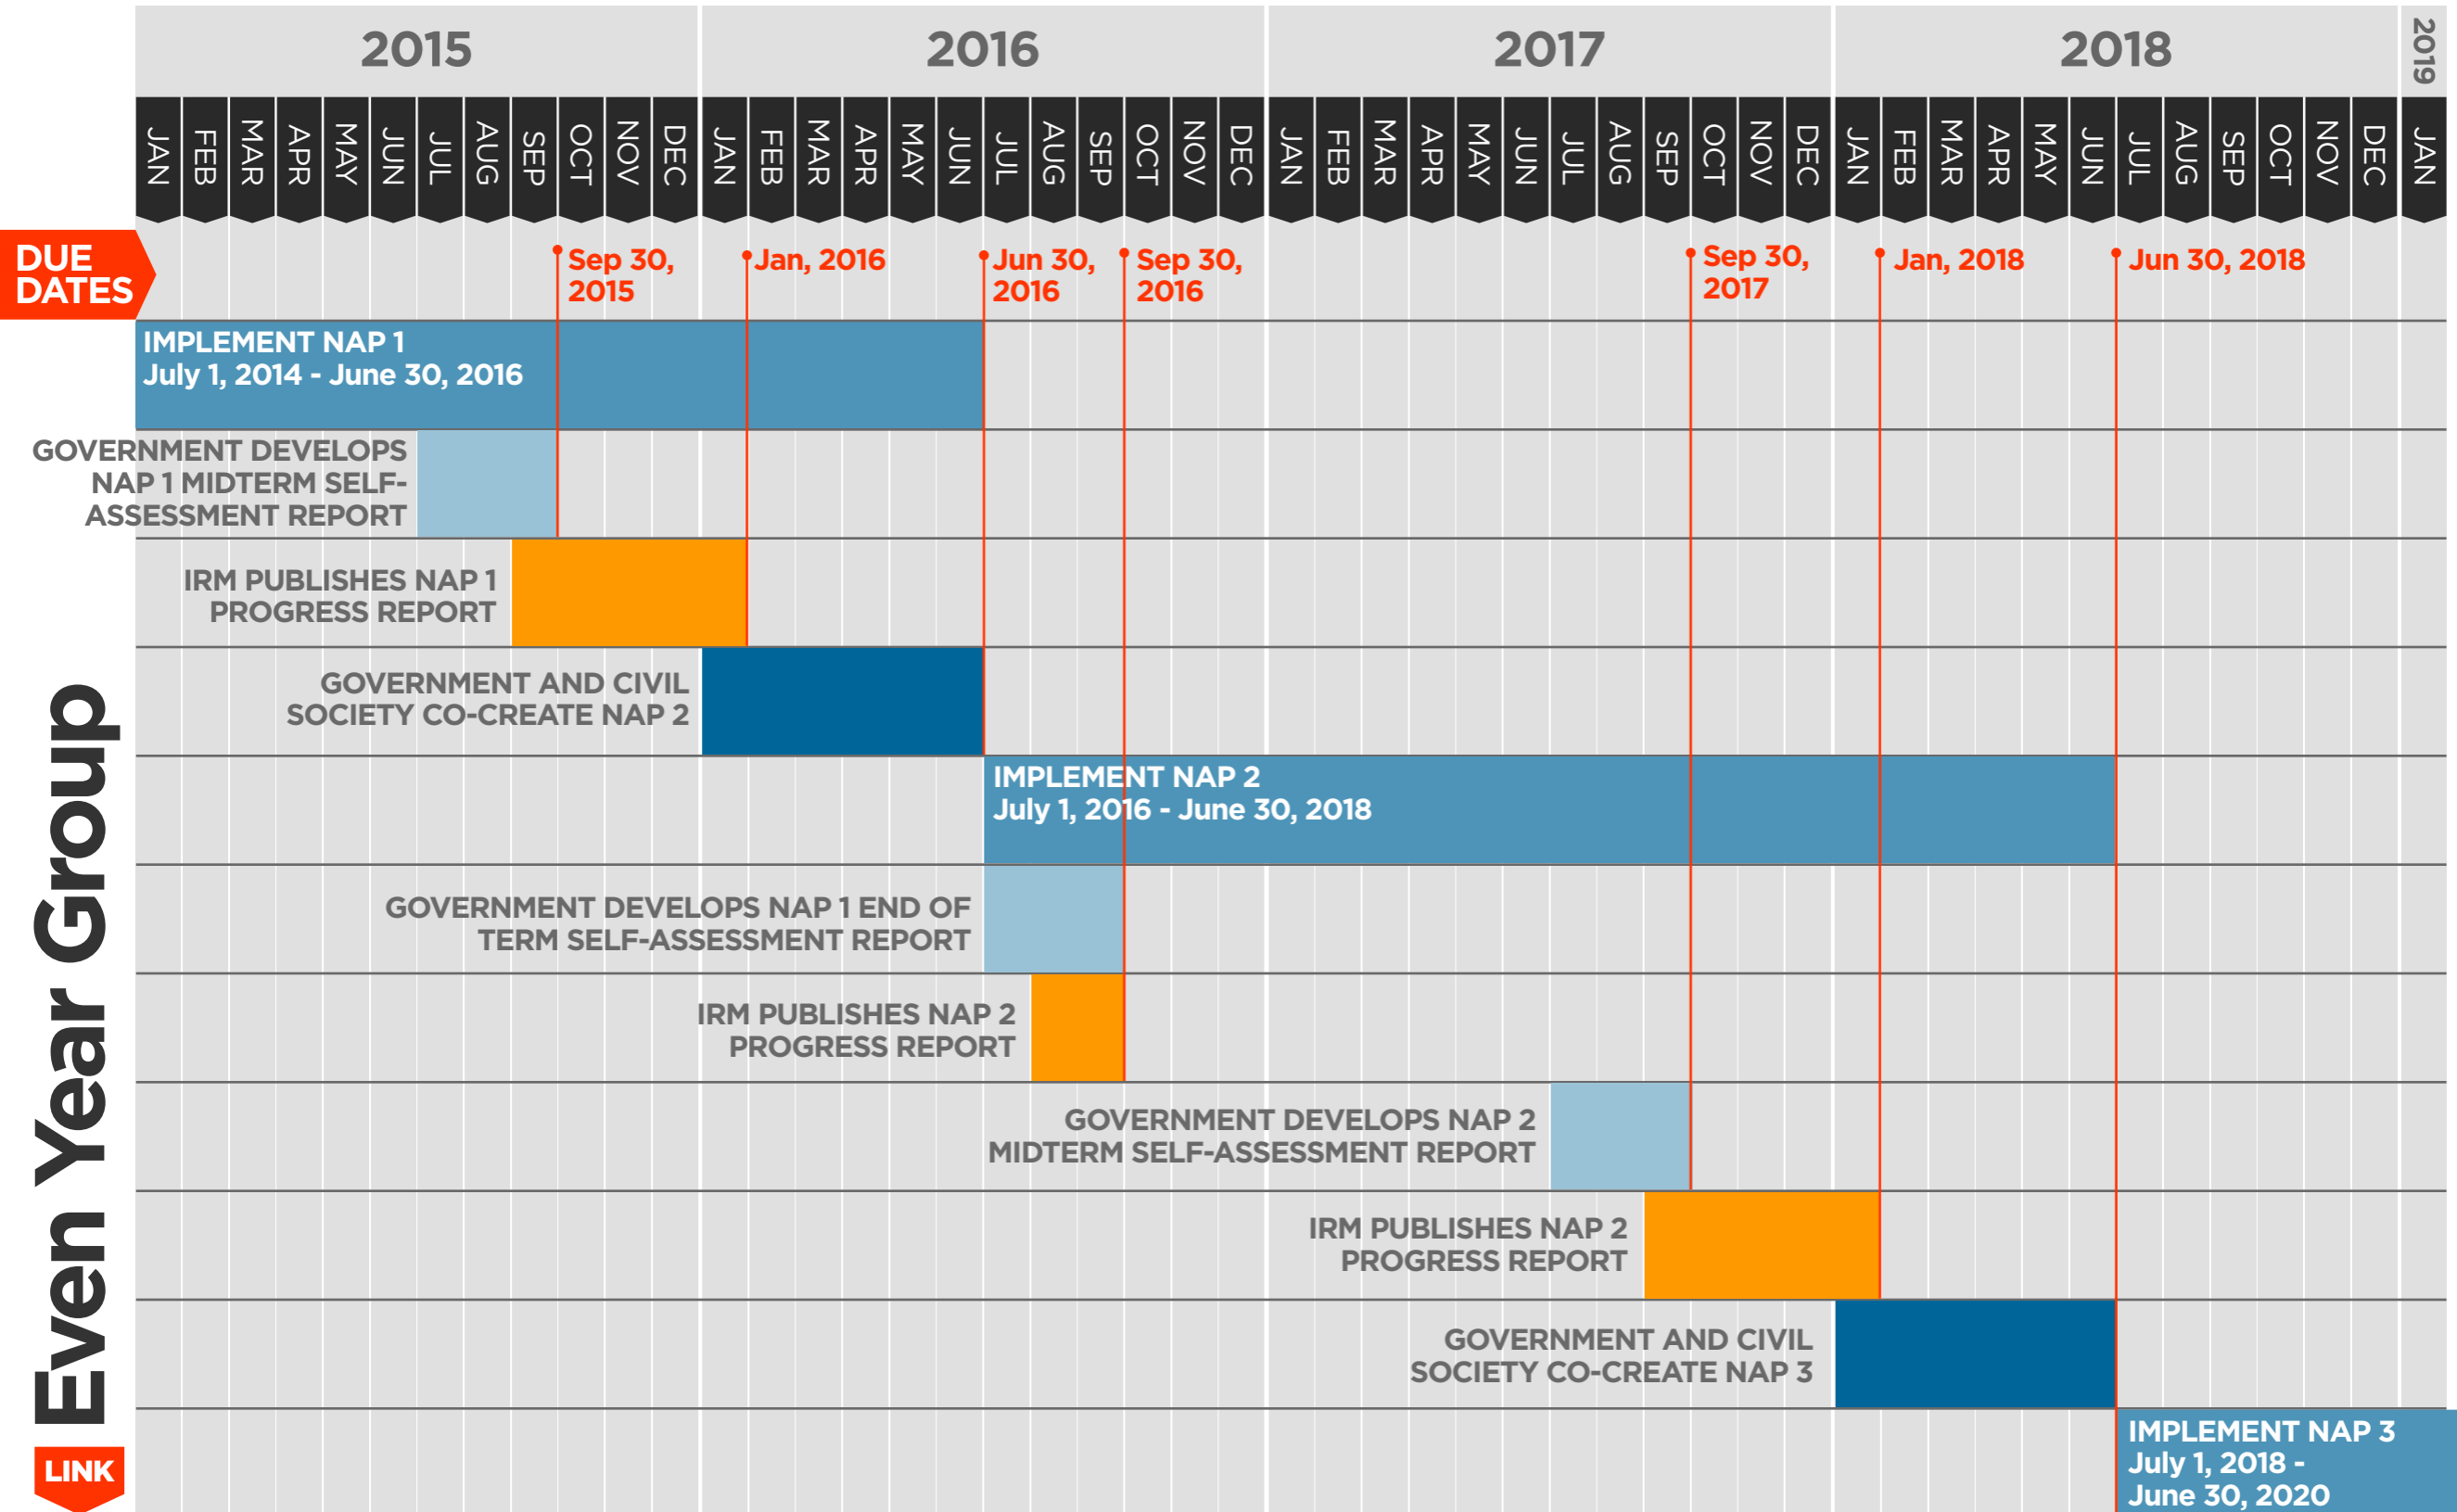 2015
2016
2017
2018
2019
JAN FEB MAR APR MAY JUN JUL AUG SEP OCT NOV DEC JAN FEB MAR APR MAY JUN JUL AUG SEP OCT NOV DEC JAN FEB MAR APR MAY JUN JUL AUG SEP OCT NOV DEC JAN FEB MAR APR MAY JUN JUL AUG SEP OCT NOV DEC JAN
DUE
DATES
Sep 30,
2015
Jan, 2016
Jun 30,
2016
Sep 30,
2016
Sep 30,
2017
Jan, 2018
Jun 30, 2018
IMPLEMENT NAP 1
July 1, 2014 - June 30, 2016
GOVERNMENT DEVELOPS
NAP 1 MIDTERM SELF-
ASSESSMENT REPORT
IRM PUBLISHES NAP 1
PROGRESS REPORT
GOVERNMENT AND CIVIL
SOCIETY CO-CREATE NAP 2
IMPLEMENT NAP 2
July 1, 2016 - June 30, 2018
GOVERNMENT DEVELOPS NAP 1 END OF
TERM SELF-ASSESSMENT REPORT
IRM PUBLISHES NAP 2
PROGRESS REPORT
GOVERNMENT DEVELOPS NAP 2
MIDTERM SELF-ASSESSMENT REPORT
IRM PUBLISHES NAP 2
PROGRESS REPORT
GOVERNMENT AND CIVIL
SOCIETY CO-CREATE NAP 3
IMPLEMENT NAP 3
July 1, 2018 -
June 30, 2020
Even Year Group
LINK